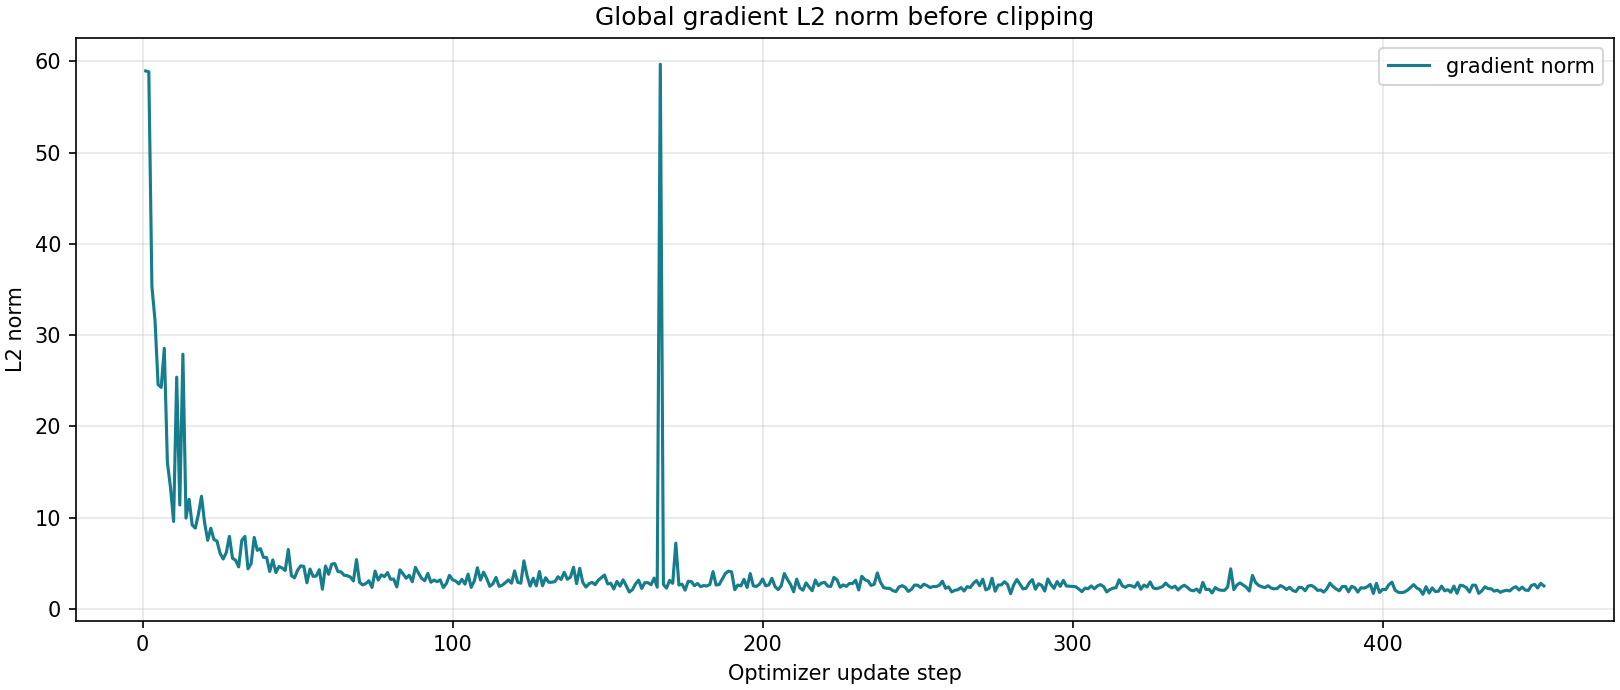 Global gradient L2 norm before clipping
gradient norm
60
50
40
30
20
10
0
L2 norm
0 100 200 300 400
Optimizer update step